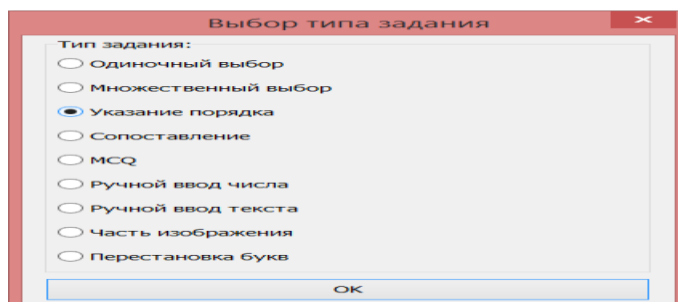 Выбор типа задания
Тип задания:
Одиночный выбор
Множественный выбор
Указание порядка
Сопоставление
MCQ
Ручной ввод числа
Ручной ввод текста
Часть изображения
Перестановка букв
OK